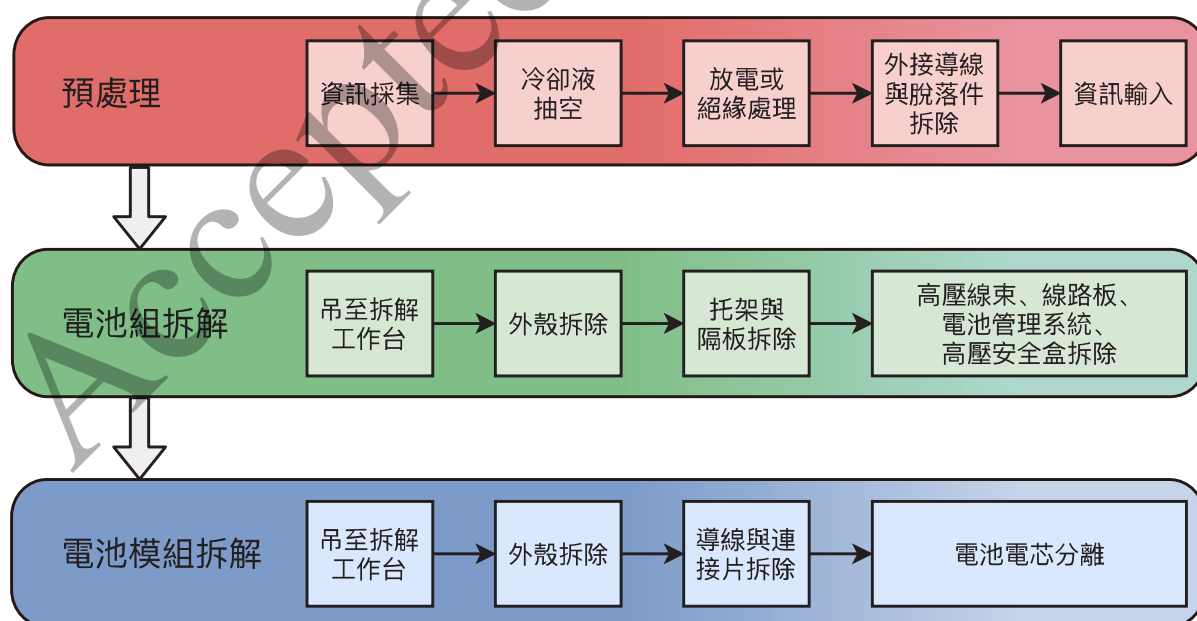 預處理
資訊採集
冷卻液
抽空
放電或
絕緣處理
外接導線
與脫落件
拆除
資訊輸入
電池組拆解
吊至拆解
工作台
外殼拆除
托架與
隔板拆除
高壓線束、線路板、
電池管理系統、
高壓安全盒拆除
電池模組拆解
吊至拆解
工作台
外殼拆除
導線與連
接片拆除
電池電芯分離
Accepted